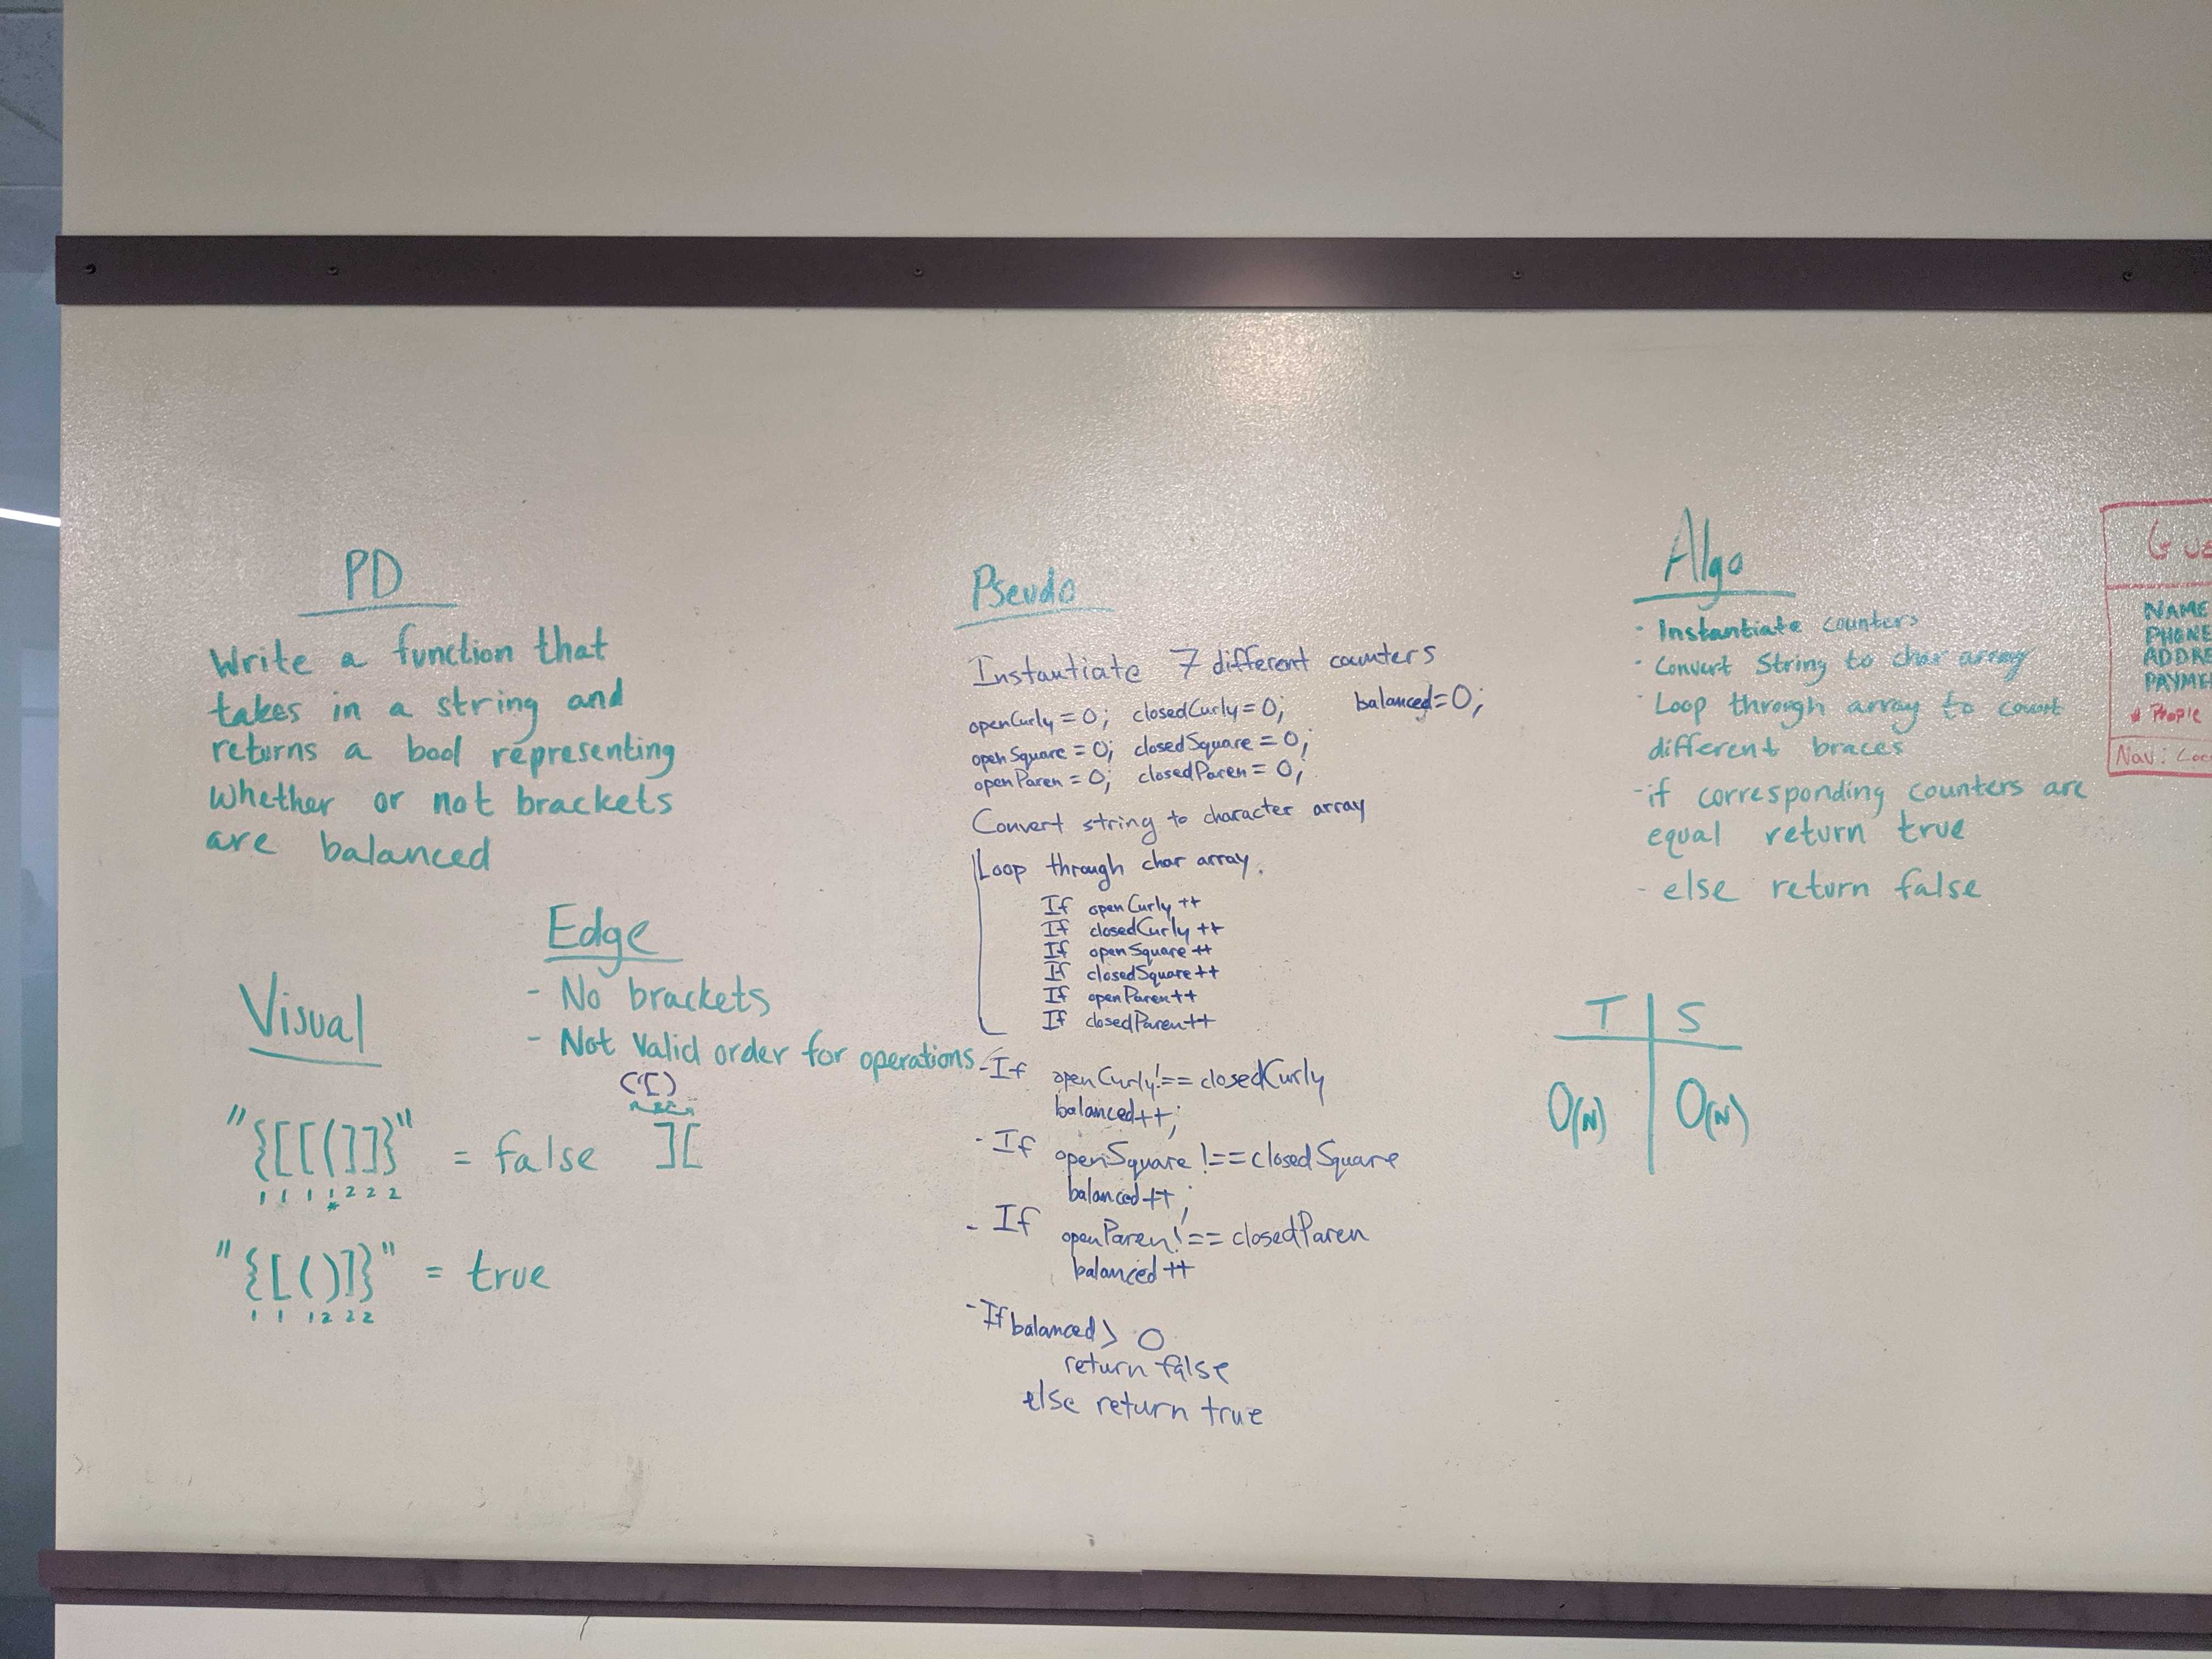 PD
Write a function that
takes in a string and
returns a bool representing
whether or not brackets
are balanced
Edge
- No brackets
- Not valid order for operations
][
Visual
"{[[(]]}" = false
1 1 1 1 2 2 2
*
"{[()]}" = true
1 1 1 2 2 2
Pseudo
Instantiate 7 different counters
openCurly = 0; closedCurly = 0; balanced = 0;
openSquare = 0; closedSquare = 0;
openParen = 0; closedParen = 0;
Convert string to character array
Loop through char array.
If openCurly ++
If closedCurly ++
If openSquare ++
If closedSquare ++
If openParen ++
If closedParen ++
- If openCurly !== closedCurly
balanced++;
- If openSquare !== closedSquare
balanced++;
- If openParen !== closedParen
balanced ++
- If balanced > 0
return false
else return true
Algo
- Instantiate counters
- Convert String to char array
- Loop through array to count
different braces
- if corresponding counters are
equal return true
- else return false
T | S
O(N) | O(N)
NAME
PHONE
ADDRE
PAYME
* People
Nav: